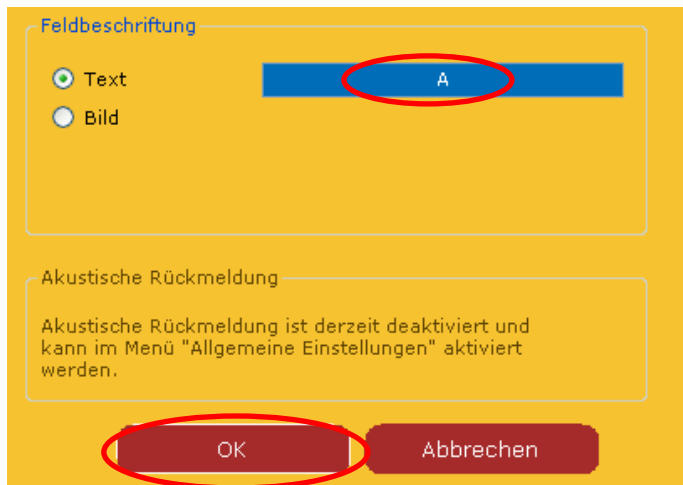 Feldbeschriftung
Text
A
Bild
Akustische Rückmeldung
Akustische Rückmeldung ist derzeit deaktiviert und
kann im Menü "Allgemeine Einstellungen" aktiviert
werden.
OK
Abbrechen